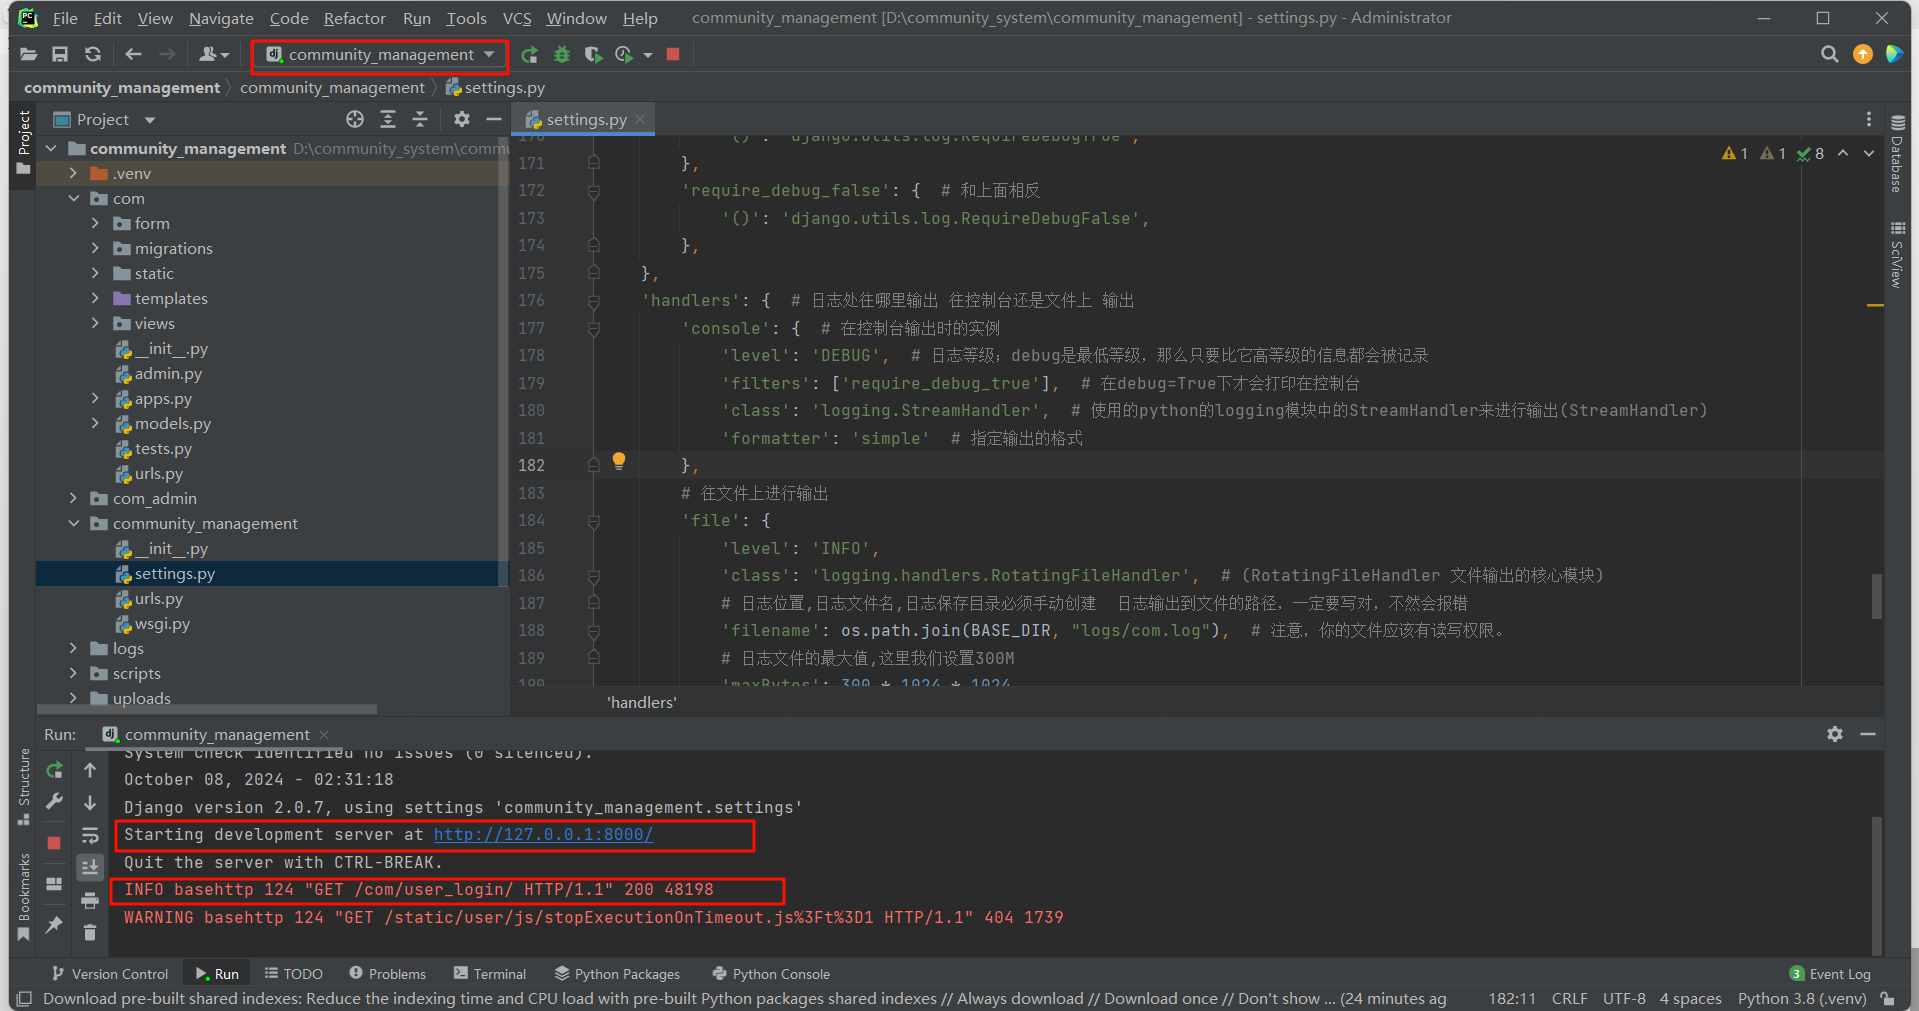 File Edit View Navigate Code Refactor Run Tools VCS Window Help community_management [D:\community_system\community_management] - settings.py - Administrator
community_management
community_management community_management settings.py
Project
Project
settings.py
community_management D:\community_system\commu
.venv
com
form
migrations
static
templates
views
__init__.py
admin.py
apps.py
models.py
tests.py
urls.py
com_admin
community_management
__init__.py
settings.py
urls.py
wsgi.py
logs
scripts
uploads
1 1 8
170 '()': 'django.utils.log.RequireDebugTrue',
171 },
172 'require_debug_false': { # 和上面相反
173 '()': 'django.utils.log.RequireDebugFalse',
174 },
175 },
176 'handlers': { # 日志处往哪里输出 往控制台还是文件上 输出
177 'console': { # 在控制台输出时的实例
178 'level': 'DEBUG', # 日志等级；debug是最低等级，那么只要比它高等级的信息都会被记录
179 'filters': ['require_debug_true'], # 在debug=True下才会打印在控制台
180 'class': 'logging.StreamHandler', # 使用的python的logging模块中的StreamHandler来进行输出(StreamHandler)
181 'formatter': 'simple' # 指定输出的格式
182 },
183 # 往文件上进行输出
184 'file': {
185 'level': 'INFO',
186 'class': 'logging.handlers.RotatingFileHandler', # (RotatingFileHandler 文件输出的核心模块)
187 # 日志位置,日志文件名,日志保存目录必须手动创建 日志输出到文件的路径，一定要写对，不然会报错
188 'filename': os.path.join(BASE_DIR, "logs/com.log"), # 注意，你的文件应该有读写权限。
189 # 日志文件的最大值,这里我们设置300M
190 'maxBytes': 300 * 1024 * 1024
'handlers'
Database
SciView
Run: community_management
System check identified no issues (0 silenced).
October 08, 2024 - 02:31:18
Django version 2.0.7, using settings 'community_management.settings'
Starting development server at http://127.0.0.1:8000/
Quit the server with CTRL-BREAK.
INFO basehttp 124 "GET /com/user_login/ HTTP/1.1" 200 48198
WARNING basehttp 124 "GET /static/user/js/stopExecutionOnTimeout.js%3Ft%3D1 HTTP/1.1" 404 1739
Structure
Bookmarks
Version Control Run TODO Problems Terminal Python Packages Python Console 3 Event Log
Download pre-built shared indexes: Reduce the indexing time and CPU load with pre-built Python packages shared indexes // Always download // Download once // Don't show ... (24 minutes ag 182:11 CRLF UTF-8 4 spaces Python 3.8 (.venv)